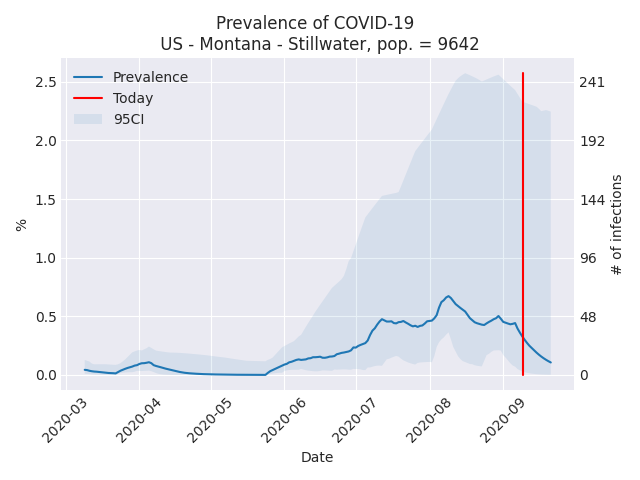 Prevalence of COVID-19
US - Montana - Stillwater, pop. = 9642
Prevalence
Today
95CI
2.5
2.0
1.5
1.0
0.5
0.0
%
241
192
144
96
48
0
# of infections
2020-03
2020-04
2020-05
2020-06
2020-07
2020-08
2020-09
Date